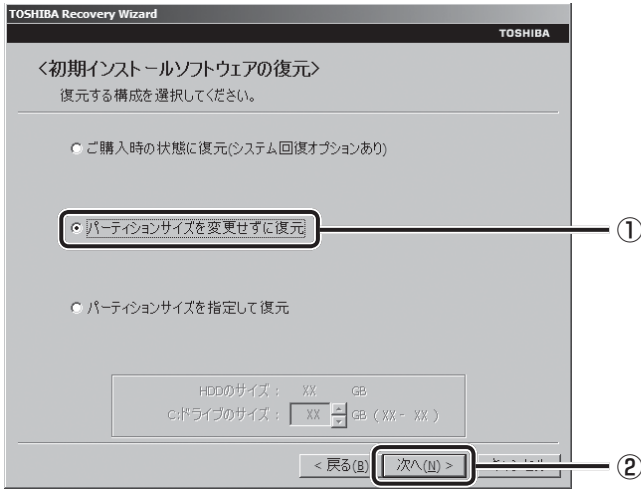 TOSHIBA Recovery Wizard
TOSHIBA
<初期インストールソフトウェアの復元>
復元する構成を選択してください。
ご購入時の状態に復元(システム回復オプションあり)
パーティションサイズを変更せずに復元
①
パーティションサイズを指定して復元
HDDのサイズ： XX GB
C:ドライブのサイズ： XX GB ( XX - XX )
< 戻る(B) 次へ(N) >
②